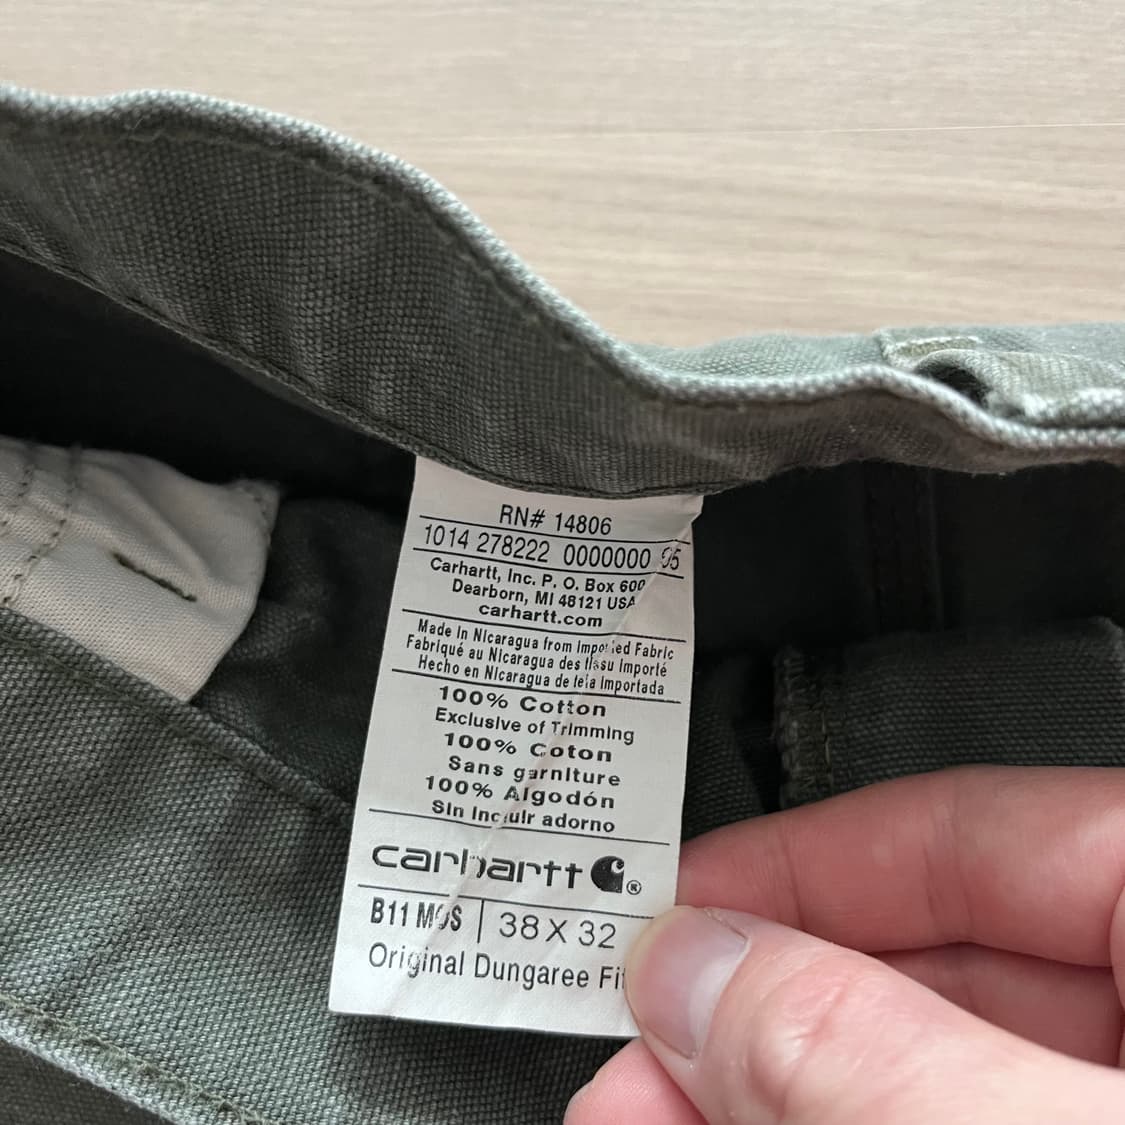 RN# 14806
1014 278222 0000000 05
Carhartt, Inc. P. O. Box 600
Dearborn, MI 48121 USA
carhartt.com
Made in Nicaragua from Imported Fabric
Fabriqué au Nicaragua des tissu Importé
Hecho en Nicaragua de tela Importada
100% Cotton
Exclusive of Trimming
100% Coton
Sans garniture
100% Algodón
Sin incluir adorno
carhartt ®
B11 MOS | 38 X 32
Original Dungaree Fit